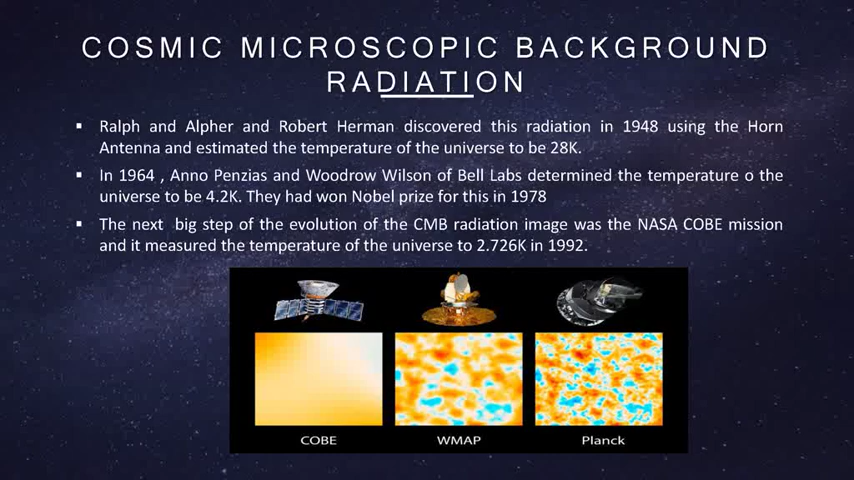 COSMIC MICROSCOPIC BACKGROUND
RADIATION
▪ Ralph and Alpher and Robert Herman discovered this radiation in 1948 using the Horn
Antenna and estimated the temperature of the universe to be 28K.
▪ In 1964 , Anno Penzias and Woodrow Wilson of Bell Labs determined the temperature o the
universe to be 4.2K. They had won Nobel prize for this in 1978
▪ The next big step of the evolution of the CMB radiation image was the NASA COBE mission
and it measured the temperature of the universe to 2.726K in 1992.
COBE WMAP Planck